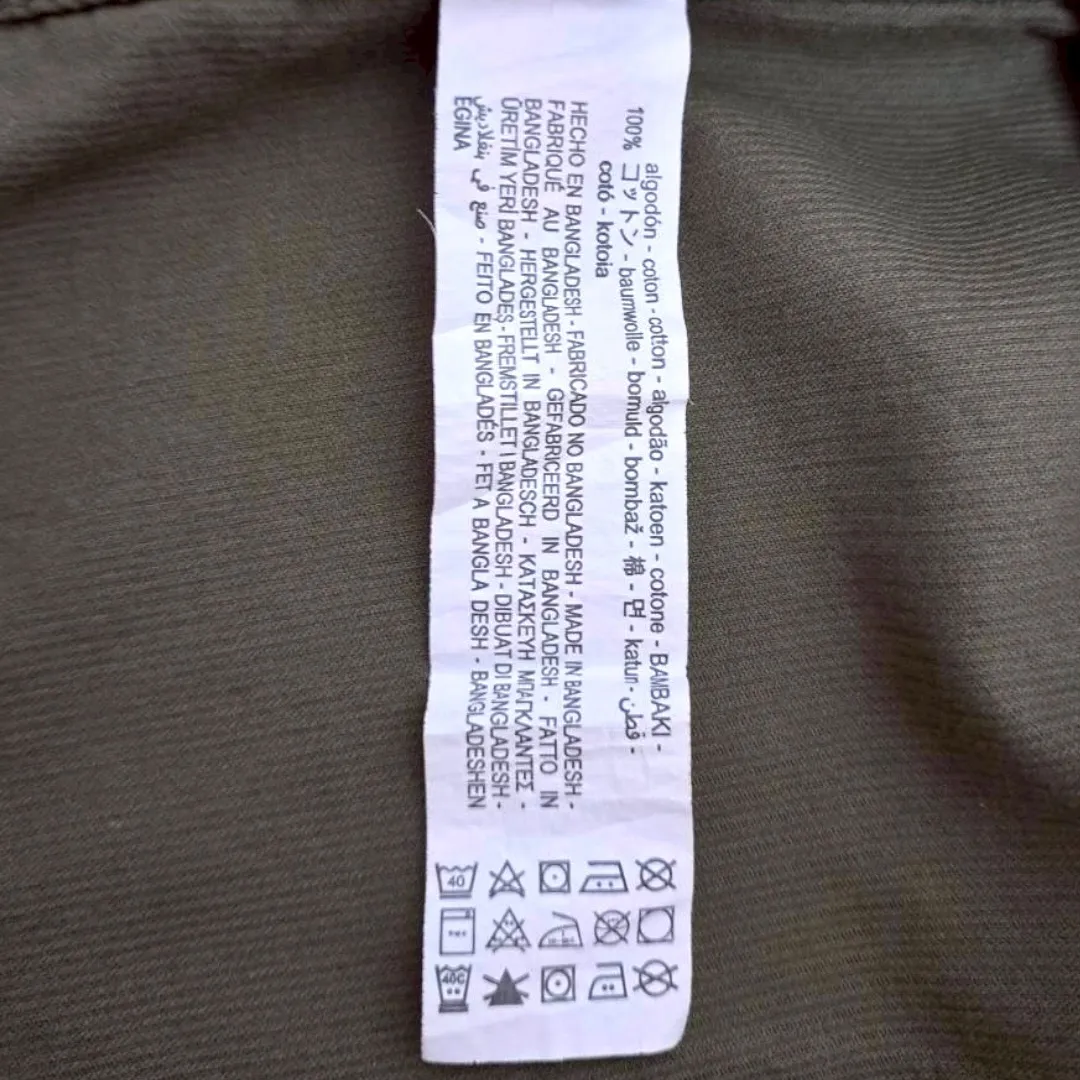 algodón - coton - cotton - algodão - katoen - cotone - BAMBAKI -
100% コットン - baumwolle - bomuld - bombaž - 棉 - 면 - katun - قطن -
cotó - kotoia
HECHO EN BANGLADESH - FABRICADO NO BANGLADESH - MADE IN BANGLADESH -
FABRIQUÉ AU BANGLADESH - GEFABRICEERD IN BANGLADESH - FATTO IN
BANGLADESH - HERGESTELLT IN BANGLADESCH - ΚΑΤΑΣΚΕΥΗ ΜΠΑΓΚΛΑΝΤΕΣ -
ÜRETİM YERİ BANGLADEŞ - FREMSTILLET I BANGLADESH - DIBUAT DI BANGLADESH -
صنع في بنغلاديش - FEITO EN BANGLADÉS - FET A BANGLA DESH - BANGLADESHEN
EGINA
40
40C